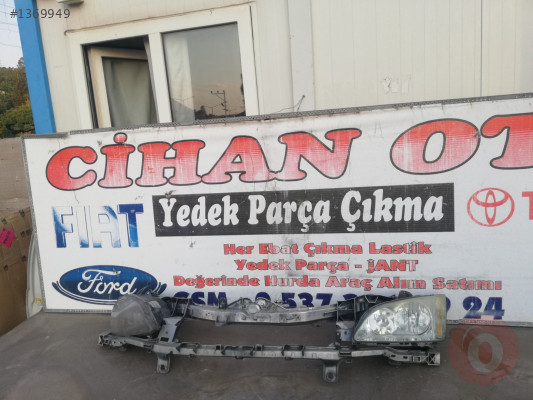 #1369949
CİHAN OT
FIAT Yedek Parça Çıkma T
Her Ebat Çıkma Lastik
Yedek Parça - JANT
Ford Değerinde Hurda Araç Alım Satımı
GSM 0 537 24